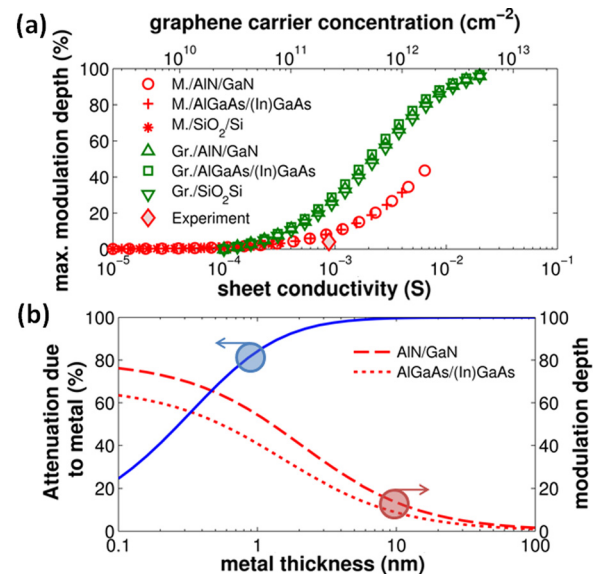 (a)
graphene carrier concentration (cm⁻²)
10¹⁰ 10¹¹ 10¹² 10¹³
max. modulation depth (%)
100
80
60
40
20
0
M./AlN/GaN
M./AlGaAs/(In)GaAs
M./SiO₂/Si
Gr./AlN/GaN
Gr./AlGaAs/(In)GaAs
Gr./SiO₂Si
Experiment
10⁻⁵ 10⁻⁴ 10⁻³ 10⁻² 10⁻¹
sheet conductivity (S)
(b)
Attenuation due
to metal (%)
100
80
60
40
20
0
AlN/GaN
AlGaAs/(In)GaAs
100
80
60
40
20
0
modulation depth
0.1 1 10 100
metal thickness (nm)